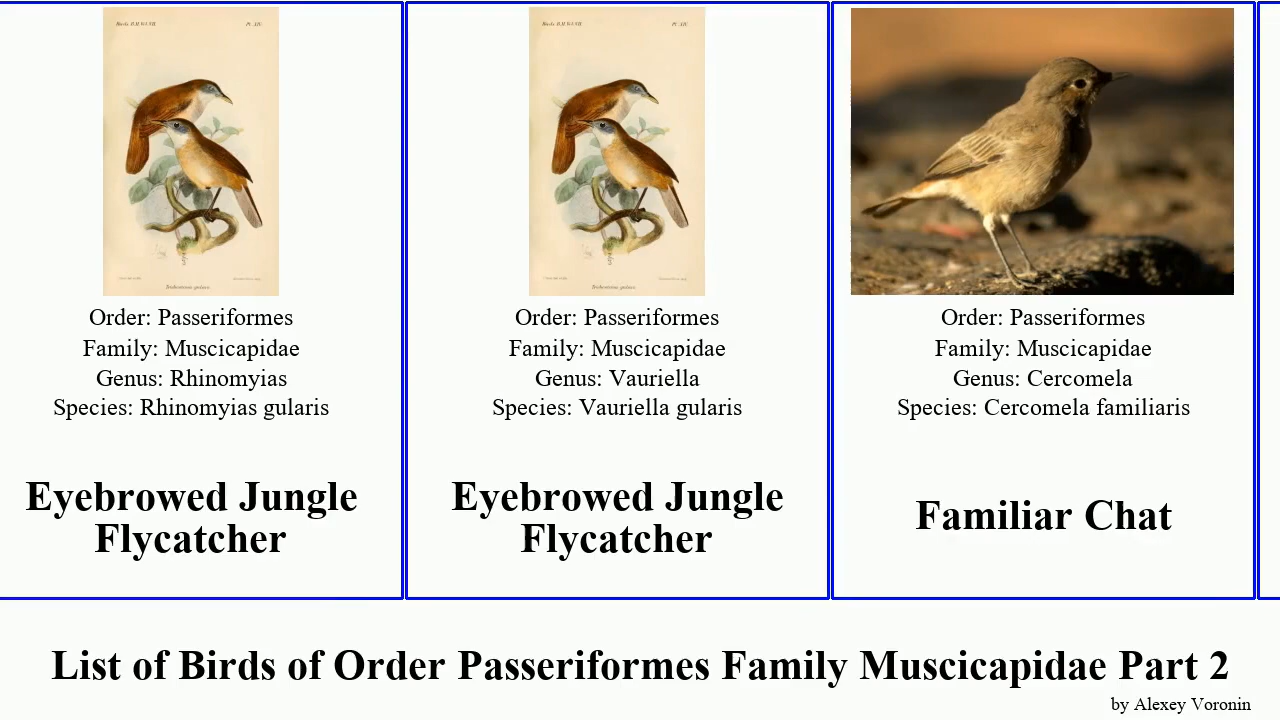 Order: Passeriformes
Family: Muscicapidae
Genus: Rhinomyias
Species: Rhinomyias gularis
Eyebrowed Jungle
Flycatcher
Order: Passeriformes
Family: Muscicapidae
Genus: Vauriella
Species: Vauriella gularis
Eyebrowed Jungle
Flycatcher
Order: Passeriformes
Family: Muscicapidae
Genus: Cercomela
Species: Cercomela familiaris
Familiar Chat
List of Birds of Order Passeriformes Family Muscicapidae Part 2
by Alexey Voronin